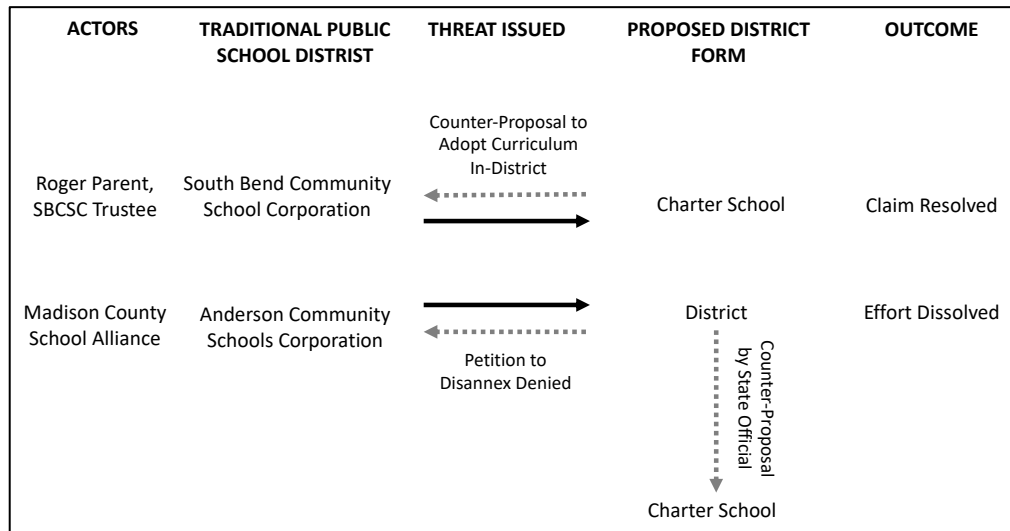 ACTORS
TRADITIONAL PUBLIC
SCHOOL DISTRIST
THREAT ISSUED
PROPOSED DISTRICT
FORM
OUTCOME
Roger Parent,
SBCSC Trustee
South Bend Community
School Corporation
Counter-Proposal to
Adopt Curriculum
In-District
Charter School
Claim Resolved
Madison County
School Alliance
Anderson Community
Schools Corporation
Petition to
Disannex Denied
District
Effort Dissolved
Counter-Proposal
by State Official
Charter School